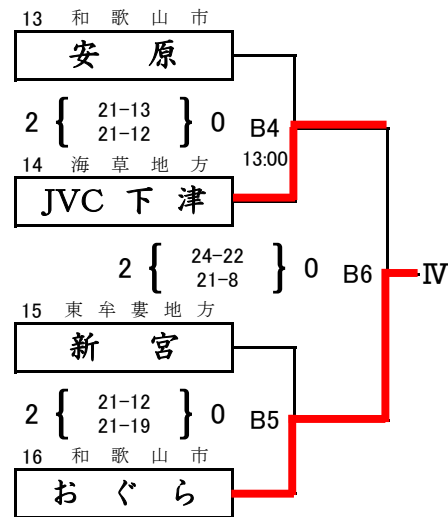 13 和歌山市
安原
2 { 21-13 } 0 B4
21-12
13:00
14 海草地方
JVC 下津
2 { 24-22 } 0 B6 Ⅳ
21-8
15 東牟婁地方
新宮
2 { 21-12 } 0 B5
21-19
16 和歌山市
おぐら